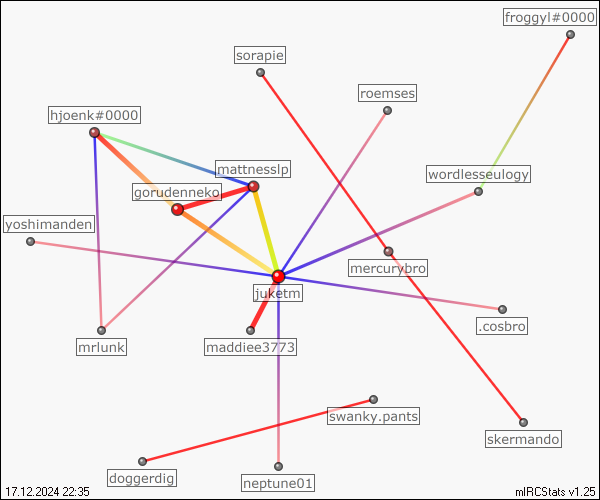 froggyl#0000
sorapie
roemses
hjoenk#0000
mattnesslp
wordlesseulogy
gorudenneko
yoshimanden
mercurybro
juketm
.cosbro
mrlunk
maddiee3773
swanky.pants
skermando
doggerdig
neptune01
17.12.2024 22:35
mIRCStats v1.25